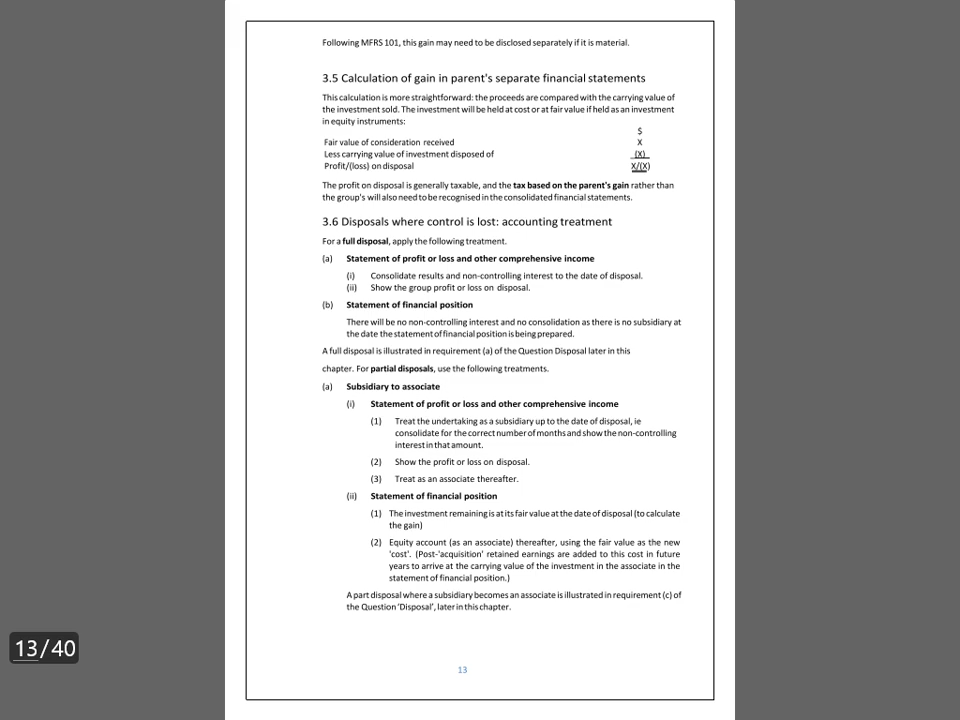 Following MFRS 101, this gain may need to be disclosed separately if it is material.
3.5 Calculation of gain in parent's separate financial statements
This calculation is more straightforward: the proceeds are compared with the carrying value of
the investment sold. The investment will be held at cost or at fair value if held as an investment
in equity instruments:
$
Fair value of consideration received X
Less carrying value of investment disposed of (X)
Profit/(loss) on disposal X/(X)
The profit on disposal is generally taxable, and the tax based on the parent's gain rather than
the group's will also need to be recognised in the consolidated financial statements.
3.6 Disposals where control is lost: accounting treatment
For a full disposal, apply the following treatment.
(a) Statement of profit or loss and other comprehensive income
(i) Consolidate results and non-controlling interest to the date of disposal.
(ii) Show the group profit or loss on disposal.
(b) Statement of financial position
There will be no non-controlling interest and no consolidation as there is no subsidiary at
the date the statement of financial position is being prepared.
A full disposal is illustrated in requirement (a) of the Question Disposal later in this
chapter. For partial disposals, use the following treatments.
(a) Subsidiary to associate
(i) Statement of profit or loss and other comprehensive income
(1) Treat the undertaking as a subsidiary up to the date of disposal, ie
consolidate for the correct number of months and show the non-controlling
interest in that amount.
(2) Show the profit or loss on disposal.
(3) Treat as an associate thereafter.
(ii) Statement of financial position
(1) The investment remaining is at its fair value at the date of disposal (to calculate
the gain)
(2) Equity account (as an associate) thereafter, using the fair value as the new
'cost'. (Post-'acquisition' retained earnings are added to this cost in future
years to arrive at the carrying value of the investment in the associate in the
statement of financial position.)
A part disposal where a subsidiary becomes an associate is illustrated in requirement (c) of
the Question 'Disposal', later in this chapter.
13/40
13